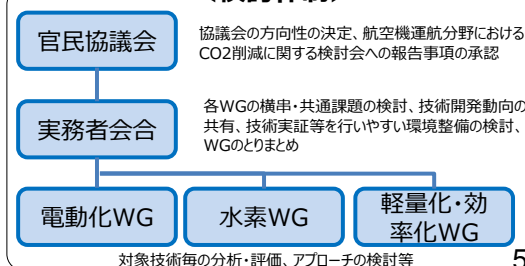 官民協議会
協議会の方向性の決定、航空機運航分野における
CO2削減に関する検討会への報告事項の承認
実務者会合
各WGの横串・共通課題の検討、技術開発動向の
共有、技術実証等を行いやすい環境整備の検討、
WGのとりまとめ
電動化WG
水素WG
軽量化・効
率化WG
対象技術毎の分析・評価、アプローチの検討等
5